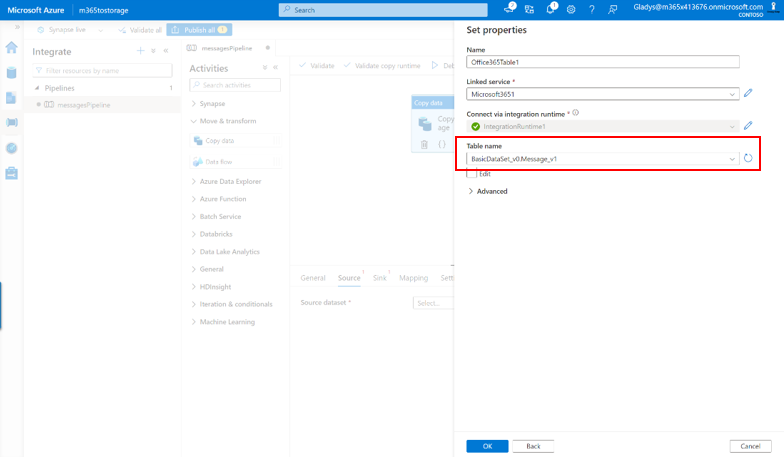 Microsoft Azure | m365tostorage
Search
2
1
Gladys@m365x413676.onmicrosoft.com
CONTOSO
Synapse live
Validate all
Publish all 1
Integrate
Filter resources by name
Pipelines 1
messagesPipeline
messagesPipeline
Activities
Search activities
Synapse
Move & transform
Copy data
Data flow
Azure Data Explorer
Azure Function
Batch Service
Databricks
Data Lake Analytics
General
HDInsight
Iteration & conditionals
Machine Learning
Validate Validate copy runtime
Copy data
Copy
General Source 1 Sink 1 Mapping
Source dataset *
Select...
Set properties
Name
Office365Table1
Linked service *
Microsoft3651
Connect via integration runtime *
IntegrationRuntime1
Table name
BasicDataSet_v0.Message_v1
Edit
Advanced
OK Back Cancel